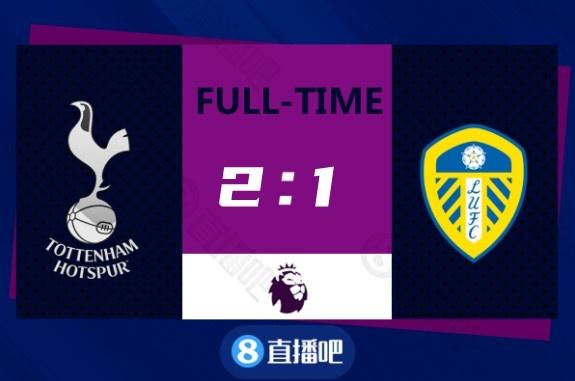 FULL-TIME
2:1
TOTTENHAM
HOTSPUR
LUFC
8直播吧